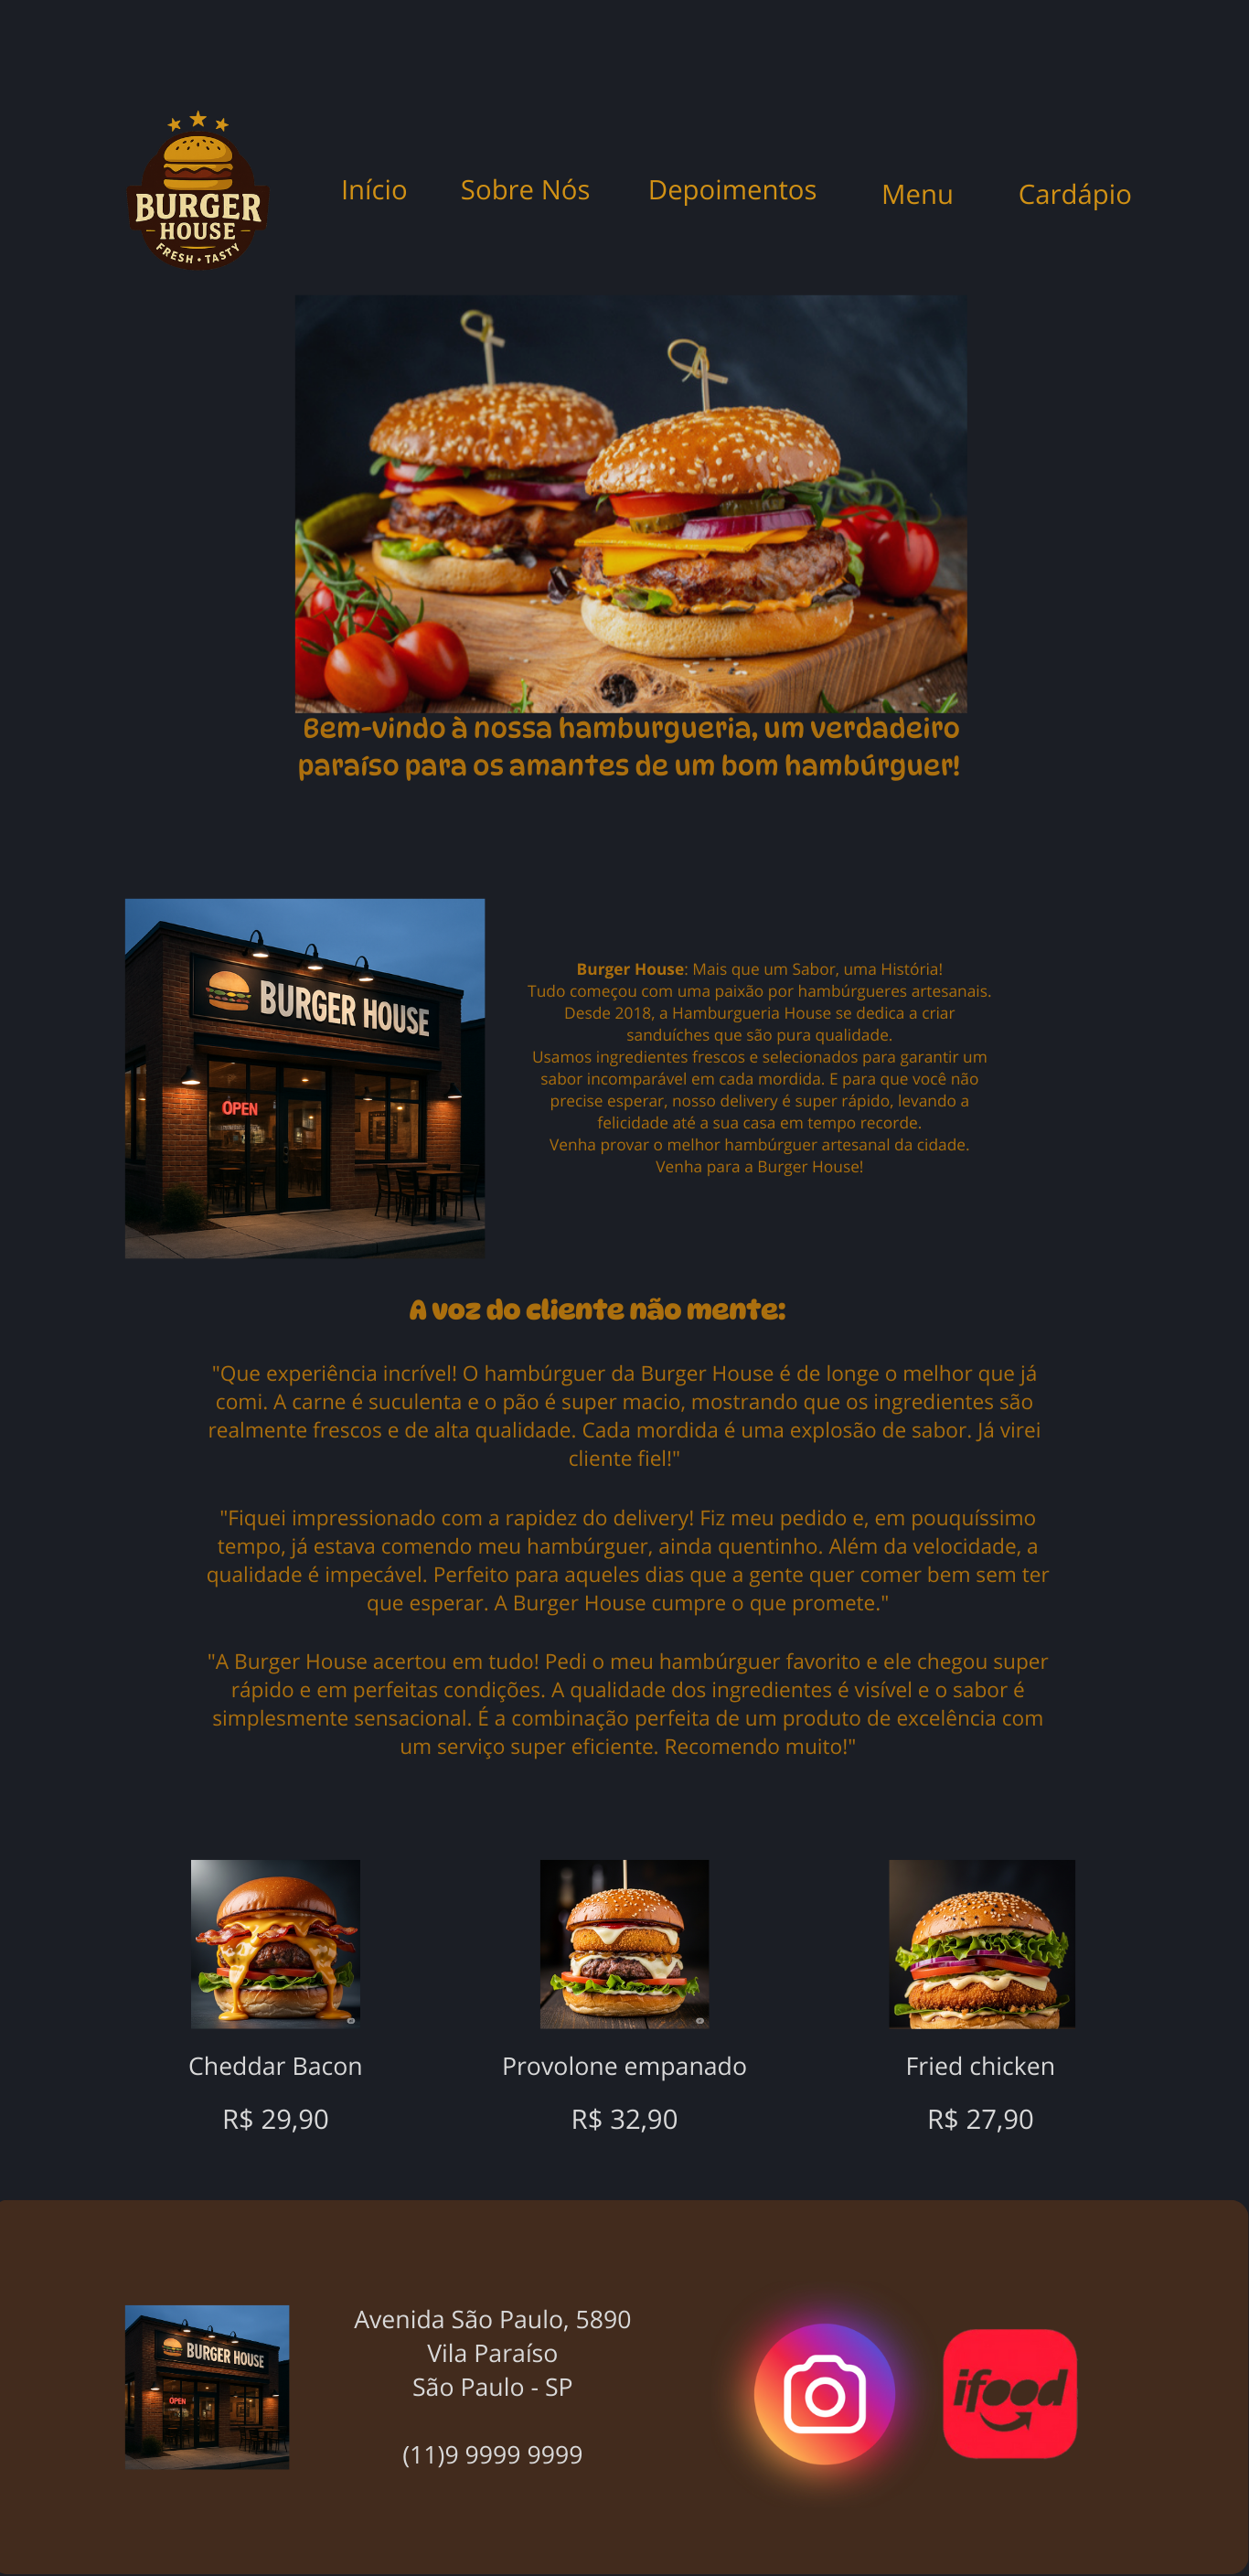 BURGER
HOUSE
FRESH • TASTY
Início Sobre Nós Depoimentos Menu Cardápio
Bem-vindo à nossa hamburgueria, um verdadeiro
paraíso para os amantes de um bom hambúrguer!
BURGER HOUSE
OPEN
Burger House: Mais que um Sabor, uma História!
Tudo começou com uma paixão por hambúrgueres artesanais.
Desde 2018, a Hamburgueria House se dedica a criar
sanduíches que são pura qualidade.
Usamos ingredientes frescos e selecionados para garantir um
sabor incomparável em cada mordida. E para que você não
precise esperar, nosso delivery é super rápido, levando a
felicidade até a sua casa em tempo recorde.
Venha provar o melhor hambúrguer artesanal da cidade.
Venha para a Burger House!
A voz do cliente não mente:
"Que experiência incrível! O hambúrguer da Burger House é de longe o melhor que já
comi. A carne é suculenta e o pão é super macio, mostrando que os ingredientes são
realmente frescos e de alta qualidade. Cada mordida é uma explosão de sabor. Já virei
cliente fiel!"
"Fiquei impressionado com a rapidez do delivery! Fiz meu pedido e, em pouquíssimo
tempo, já estava comendo meu hambúrguer, ainda quentinho. Além da velocidade, a
qualidade é impecável. Perfeito para aqueles dias que a gente quer comer bem sem ter
que esperar. A Burger House cumpre o que promete."
"A Burger House acertou em tudo! Pedi o meu hambúrguer favorito e ele chegou super
rápido e em perfeitas condições. A qualidade dos ingredientes é visível e o sabor é
simplesmente sensacional. É a combinação perfeita de um produto de excelência com
um serviço super eficiente. Recomendo muito!"
Cheddar Bacon
R$ 29,90
Provolone empanado
R$ 32,90
Fried chicken
R$ 27,90
BURGER HOUSE
OPEN
Avenida São Paulo, 5890
Vila Paraíso
São Paulo - SP
(11)9 9999 9999
ifood